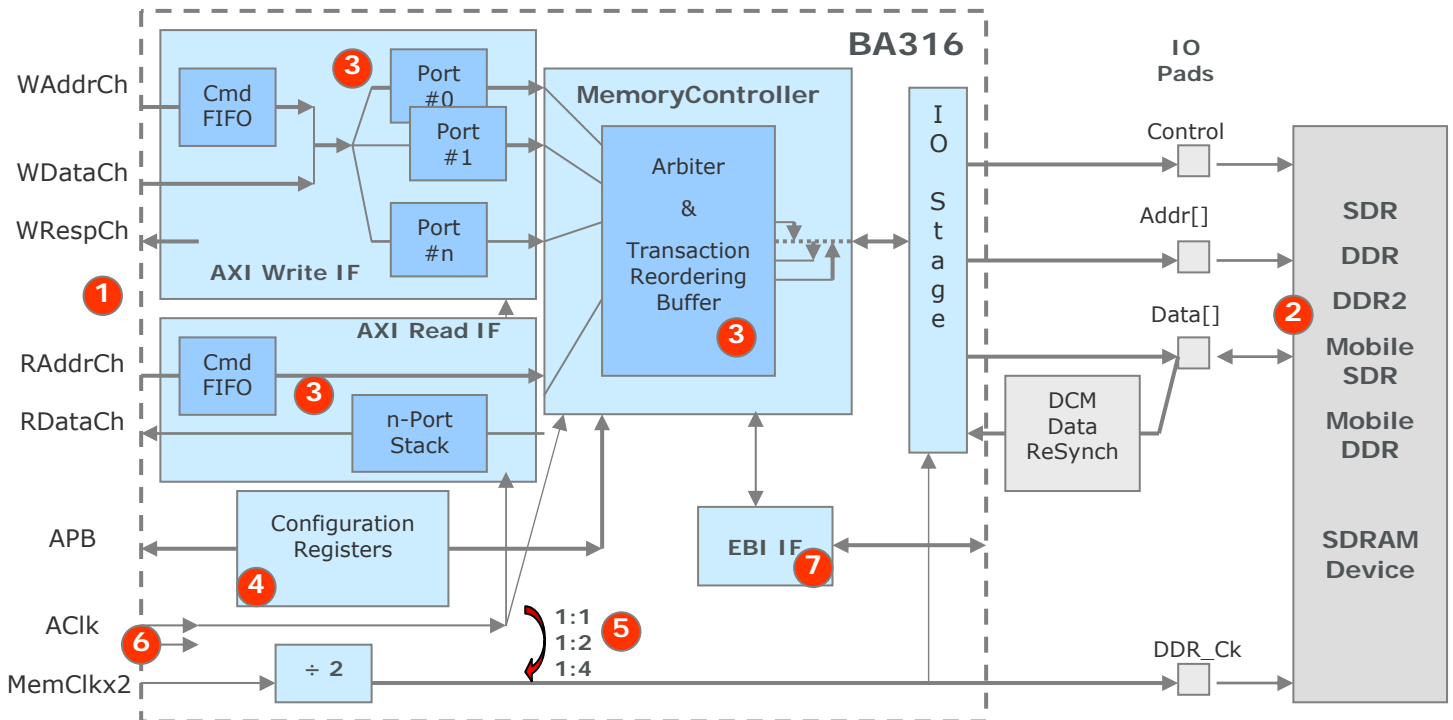 BA316
IO
Pads
WAddrCh
WDataCh
WRespCh
1
RAddrCh
RDataCh
APB
AClk
6
MemClkx2
Cmd
FIFO
3
Port
#0
Port
#1
Port
#n
AXI Write IF
AXI Read IF
Cmd
FIFO
3
n-Port
Stack
MemoryController
Arbiter
&
Transaction
Reordering
Buffer
3
Configuration
Registers
4
EBI IF
7
1:1
1:2
1:4
5
÷ 2
I
O
S
t
a
g
e
Control
Addr[]
Data[]
DCM
Data
ReSynch
DDR_Ck
SDR
DDR
DDR2
2
Mobile
SDR
Mobile
DDR
SDRAM
Device